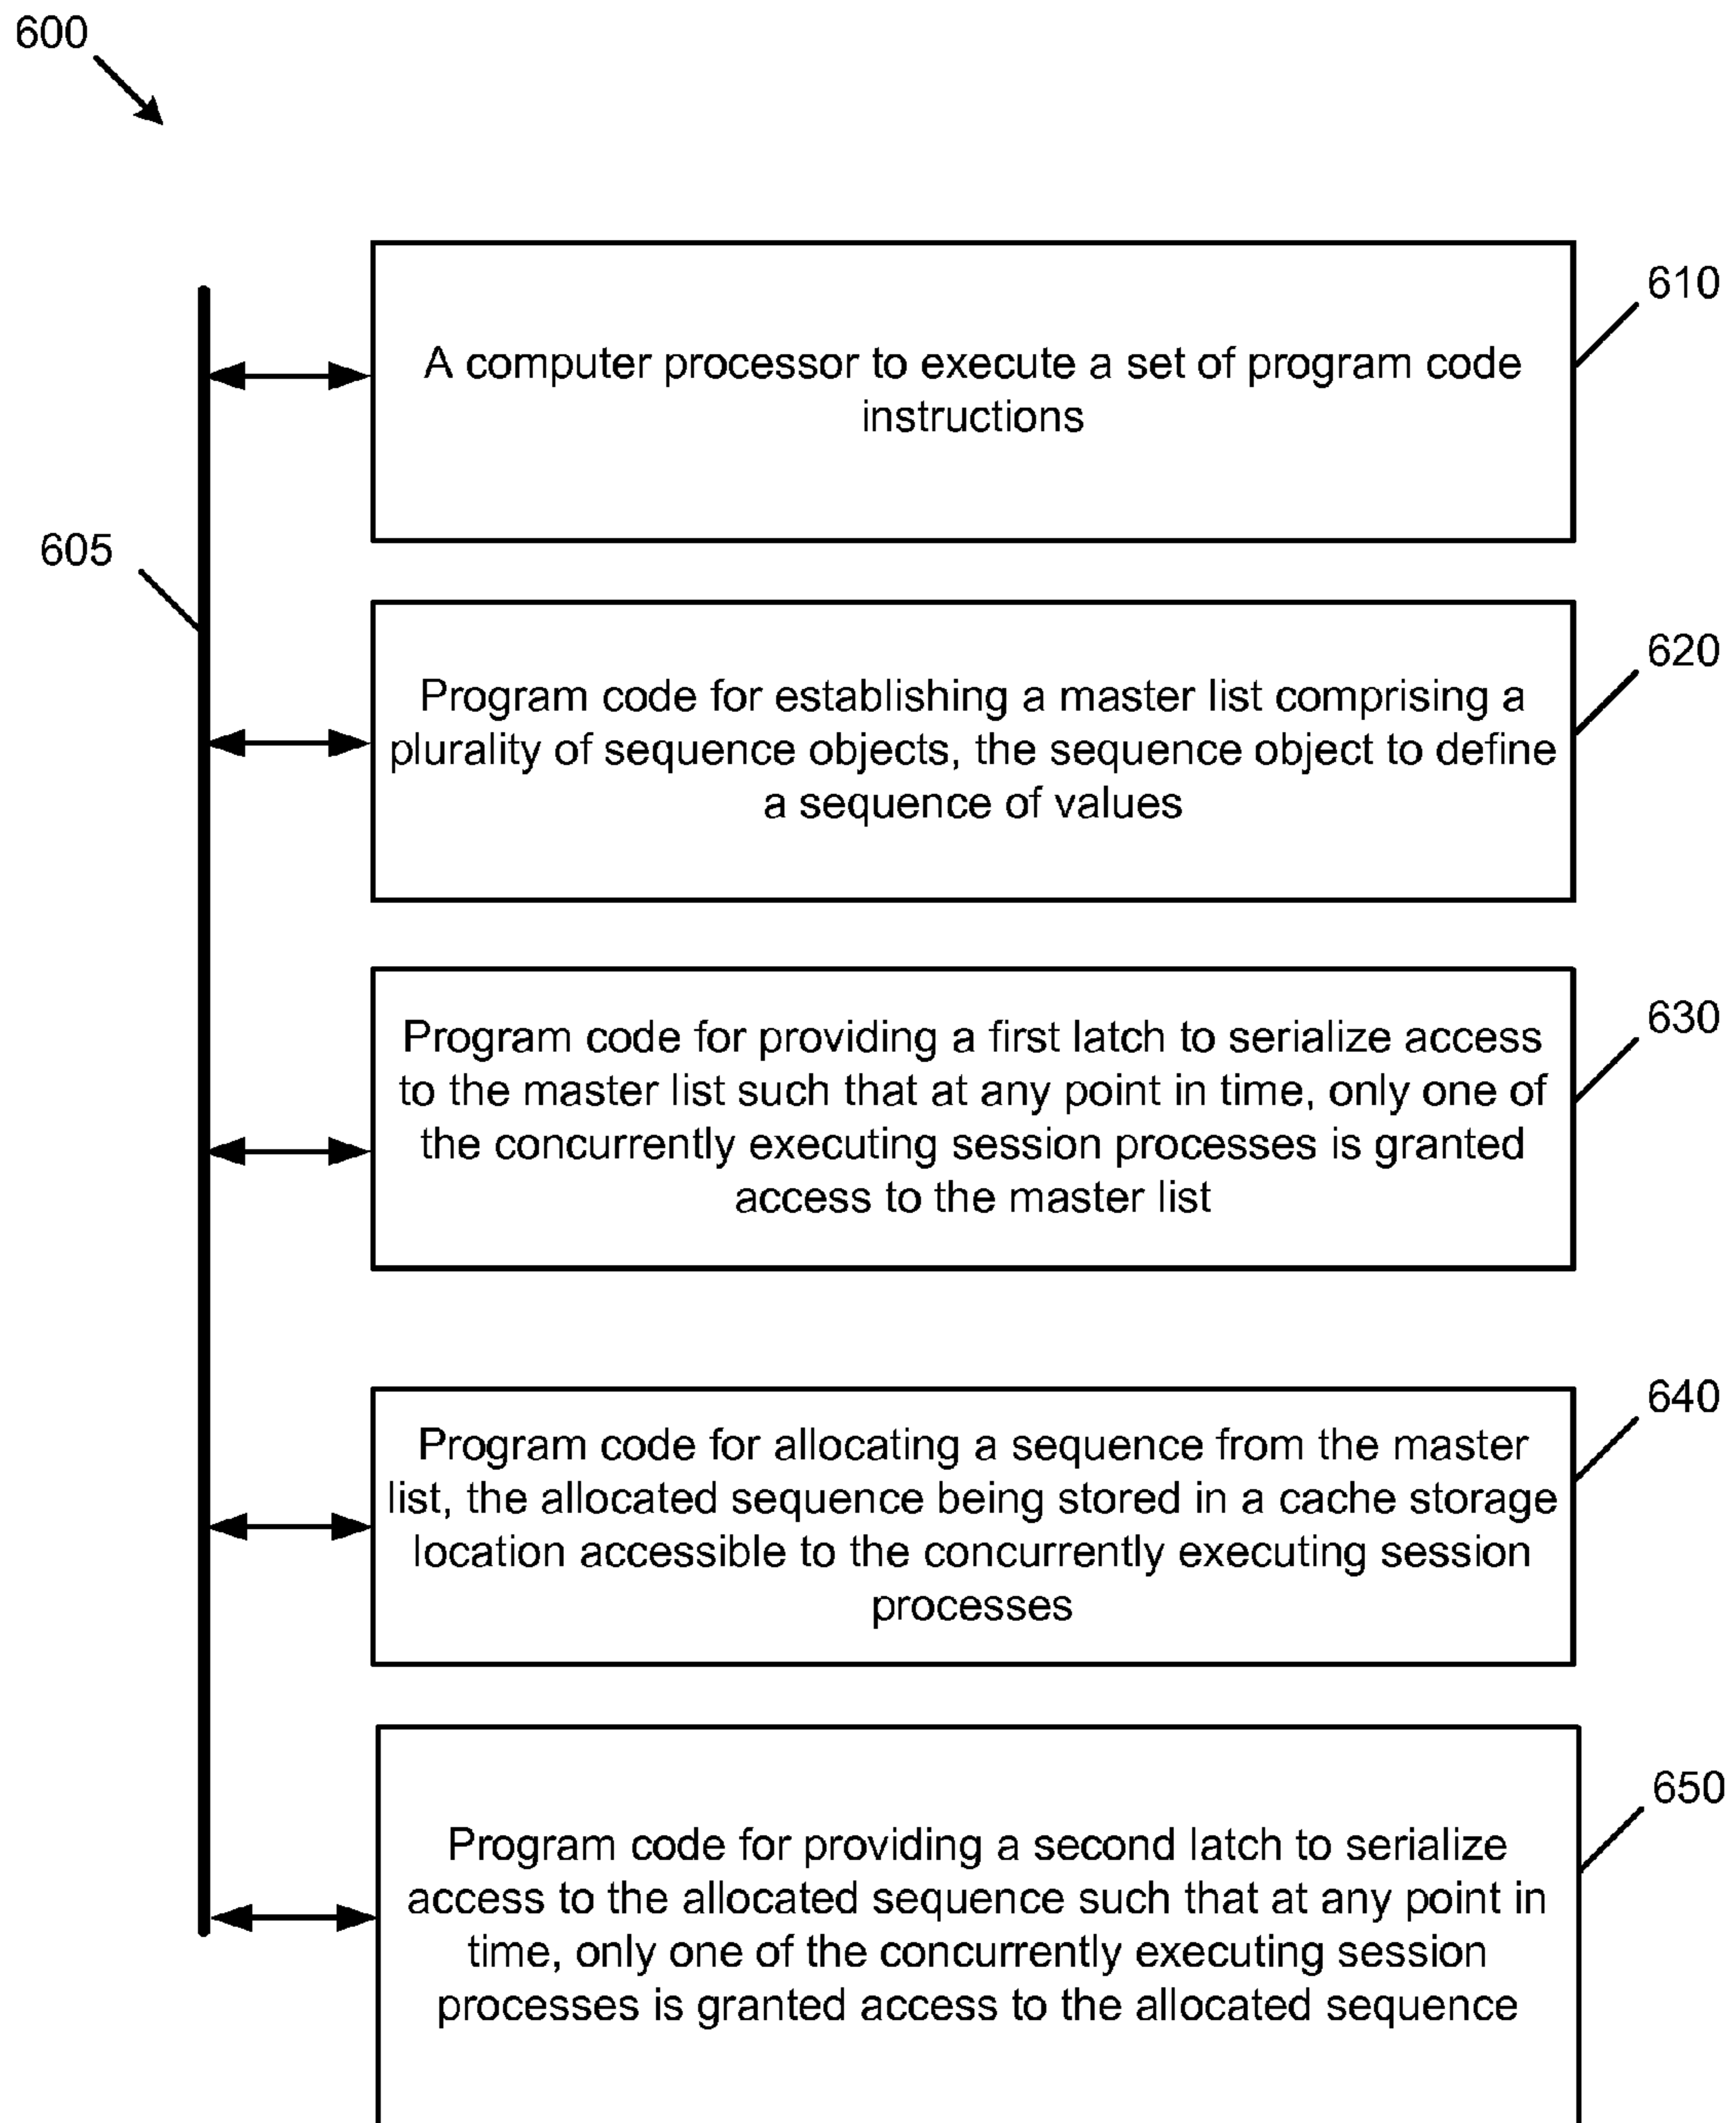 600
610
A computer processor to execute a set of program code
instructions
605
620
Program code for establishing a master list comprising a
plurality of sequence objects, the sequence object to define
a sequence of values
630
Program code for providing a first latch to serialize access
to the master list such that at any point in time, only one of
the concurrently executing session processes is granted
access to the master list
640
Program code for allocating a sequence from the master
list, the allocated sequence being stored in a cache storage
location accessible to the concurrently executing session
processes
650
Program code for providing a second latch to serialize
access to the allocated sequence such that at any point in
time, only one of the concurrently executing session
processes is granted access to the allocated sequence